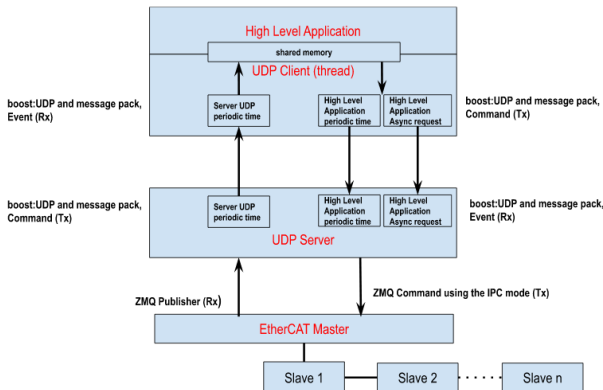 High Level Application
shared memory
UDP Client (thread)
boost:UDP and message pack,
Event (Rx)
Server UDP
periodic time
High Level
Application
periodic time
High Level
Application
Async request
boost:UDP and message pack,
Command (Tx)
boost:UDP and message pack,
Command (Tx)
Server UDP
periodic time
High Level
Application
periodic time
High Level
Application
Async request
boost:UDP and message pack,
Event (Rx)
UDP Server
ZMQ Publisher (Rx)
ZMQ Command using the IPC mode (Tx)
EtherCAT Master
Slave 1
Slave 2
Slave n